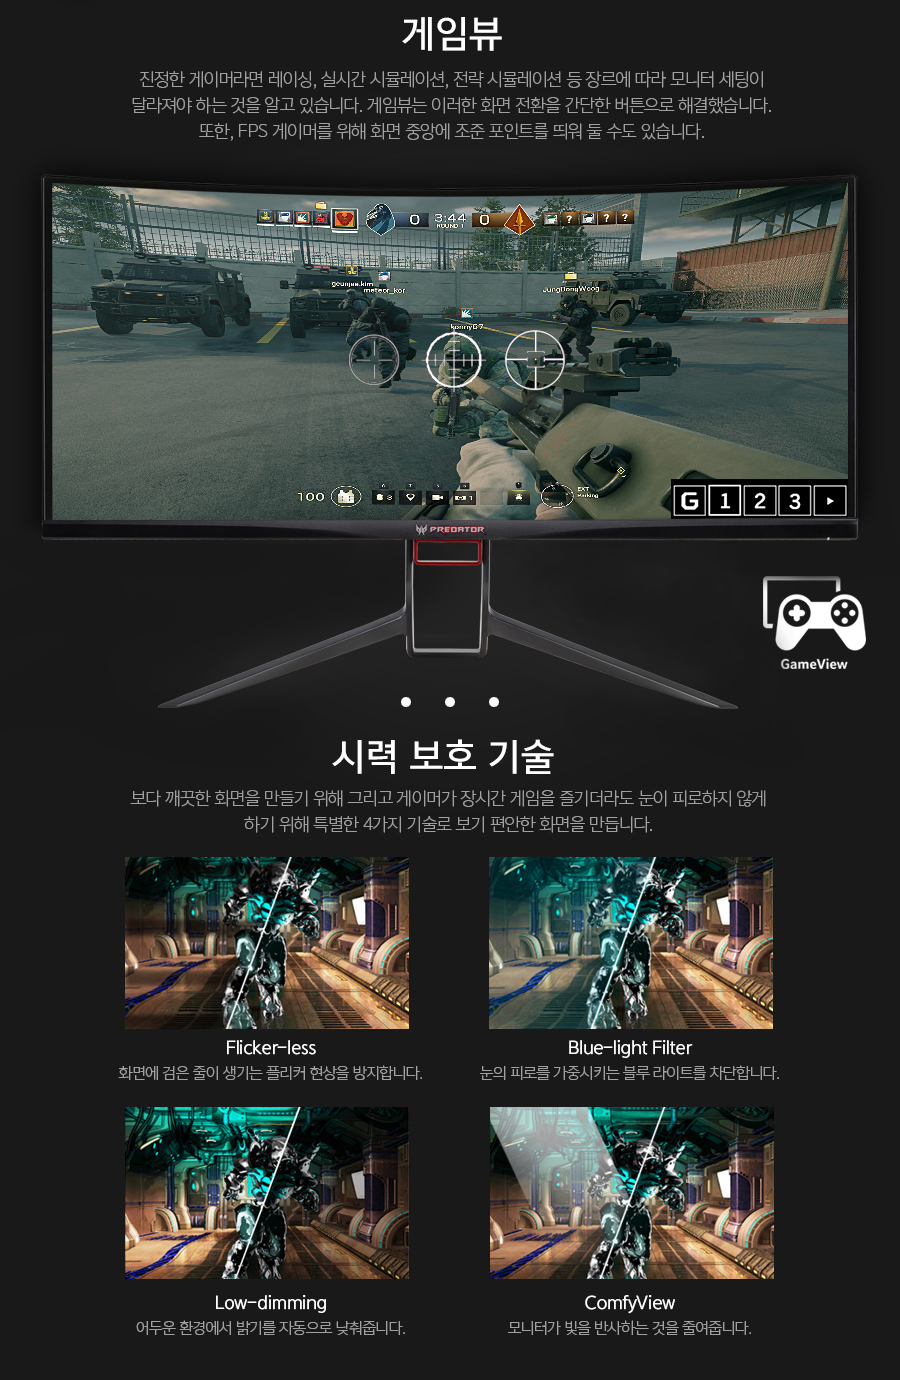 게임뷰
진정한 게이머라면 레이싱, 실시간 시뮬레이션, 전략 시뮬레이션 등 장르에 따라 모니터 세팅이
달라져야 하는 것을 알고 있습니다. 게임뷰는 이러한 화면 전환을 간단한 버튼으로 해결했습니다.
또한, FPS 게이머를 위해 화면 중앙에 조준 포인트를 띄워 둘 수도 있습니다.
0 3:44 0 ? ? ?
ROUND 1
geunjae.kim
meteor_kor
JungDongWoog
konny07
100
EXT
Parking
G 1 2 3
PREDATOR
GameView
시력 보호 기술
보다 깨끗한 화면을 만들기 위해 그리고 게이머가 장시간 게임을 즐기더라도 눈이 피로하지 않게
하기 위해 특별한 4가지 기술로 보기 편안한 화면을 만듭니다.
Flicker-less
화면에 검은 줄이 생기는 플리커 현상을 방지합니다.
Blue-light Filter
눈의 피로를 가중시키는 블루 라이트를 차단합니다.
Low-dimming
어두운 환경에서 밝기를 자동으로 낮춰줍니다.
ComfyView
모니터가 빛을 반사하는 것을 줄여줍니다.